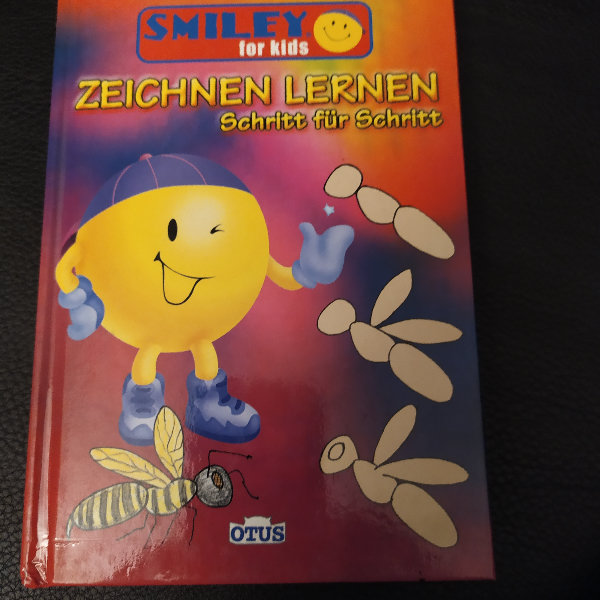 SMILEY
for kids
ZEICHNEN LERNEN
Schritt für Schritt
OTUS